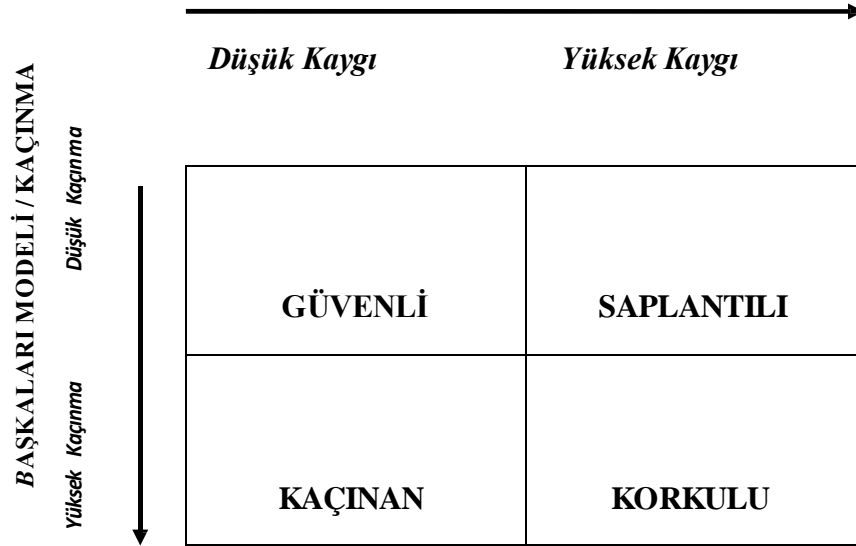 Düşük Kaygı Yüksek Kaygı
BAŞKALARI MODELİ / KAÇINMA
Düşük Kaçınma
GÜVENLİ SAPLANTILI
Yüksek Kaçınma
KAÇINAN KORKULU